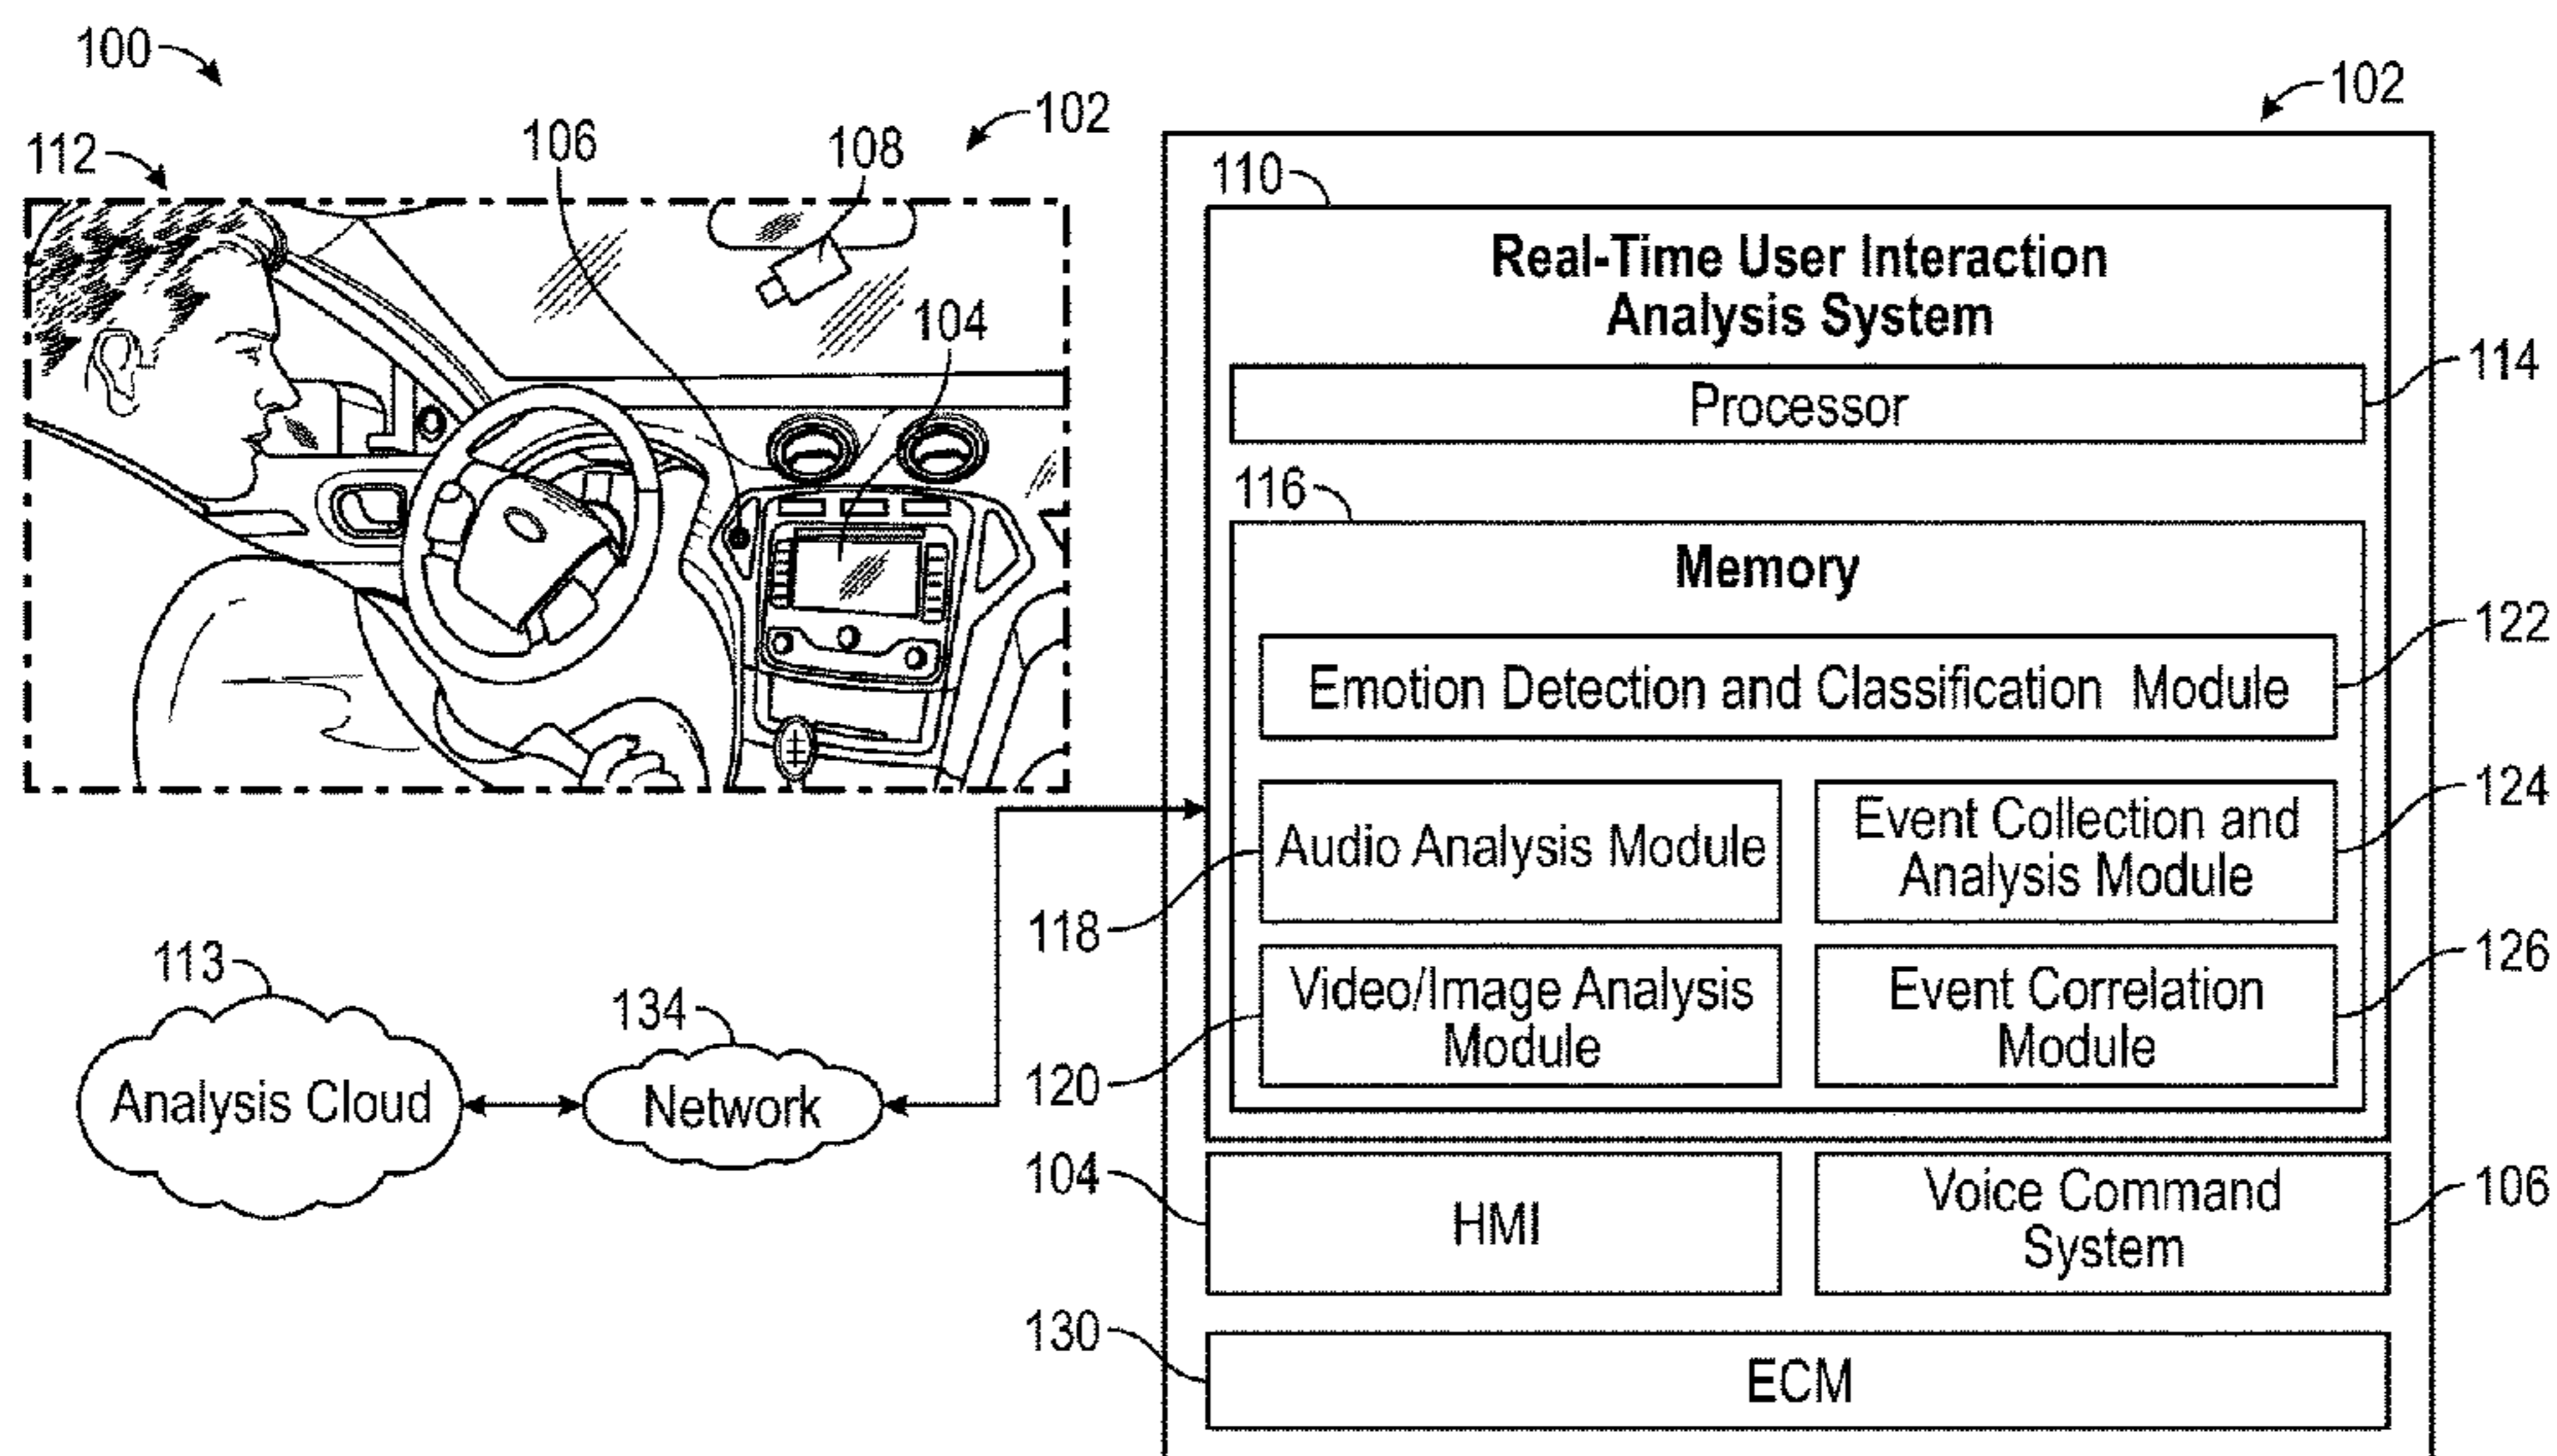 100
102
102
112
106
108
104
110
Real-Time User Interaction
Analysis System
114
Processor
116
Memory
122
Emotion Detection and Classification Module
124
Audio Analysis Module
Event Collection and
Analysis Module
118
126
Video/Image Analysis
Module
Event Correlation
Module
120
113
Analysis Cloud
134
Network
104
HMI
Voice Command
System
106
130
ECM